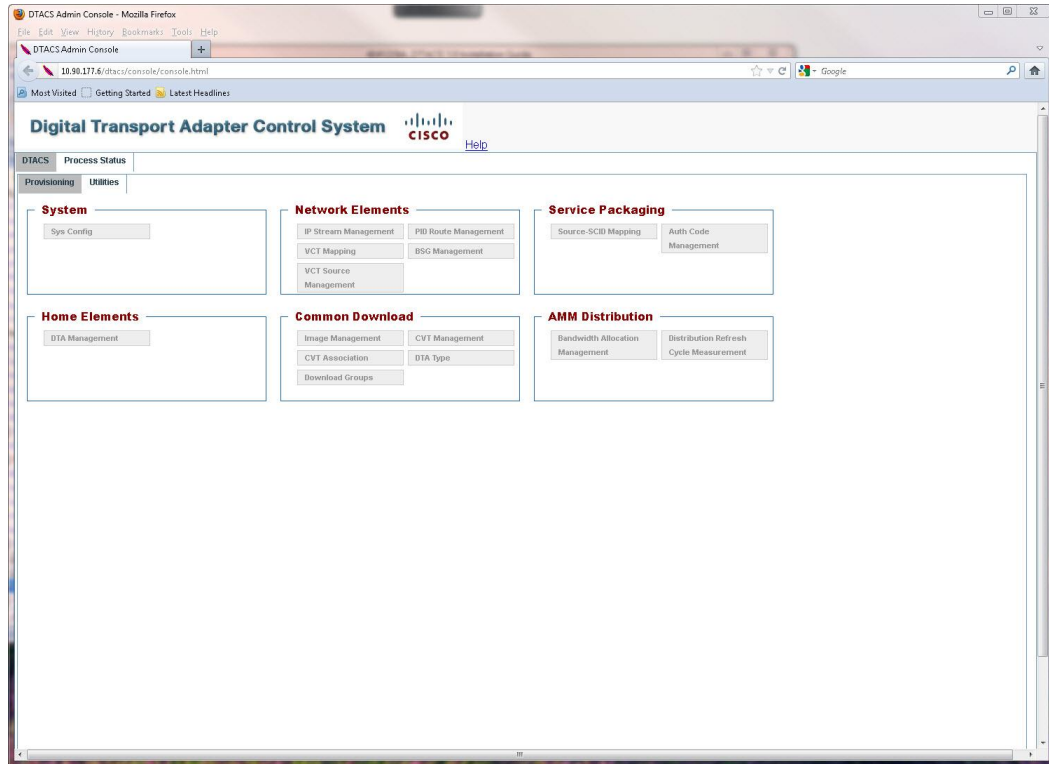 DTACS Admin Console - Mozilla Firefox
File Edit View History Bookmarks Tools Help
DTACS Admin Console
+
10.90.177.6/dtacs/console/console.html
Google
Most Visited Getting Started Latest Headlines
Digital Transport Adapter Control System
CISCO
Help
DTACS Process Status
Provisioning Utilities
System
Sys Config
Network Elements
IP Stream Management
PID Route Management
VCT Mapping
BSG Management
VCT Source
Management
Service Packaging
Source-SCID Mapping
Auth Code
Management
Home Elements
DTA Management
Common Download
Image Management
CVT Management
CVT Association
DTA Type
Download Groups
AMM Distribution
Bandwidth Allocation
Management
Distribution Refresh
Cycle Measurement